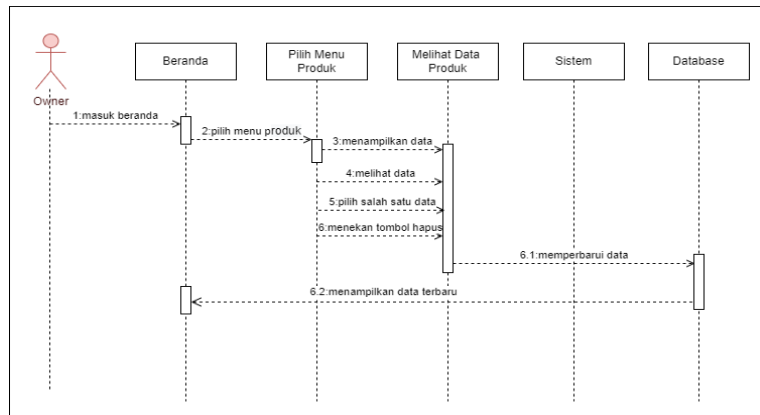 Owner
Beranda
Pilih Menu
Produk
Melihat Data
Produk
Sistem
Database
1:masuk beranda
2:pilih menu produk
3:menampilkan data
4:melihat data
5:pilih salah satu data
6:menekan tombol hapus
6.1:memperbarui data
6.2:menampilkan data terbaru